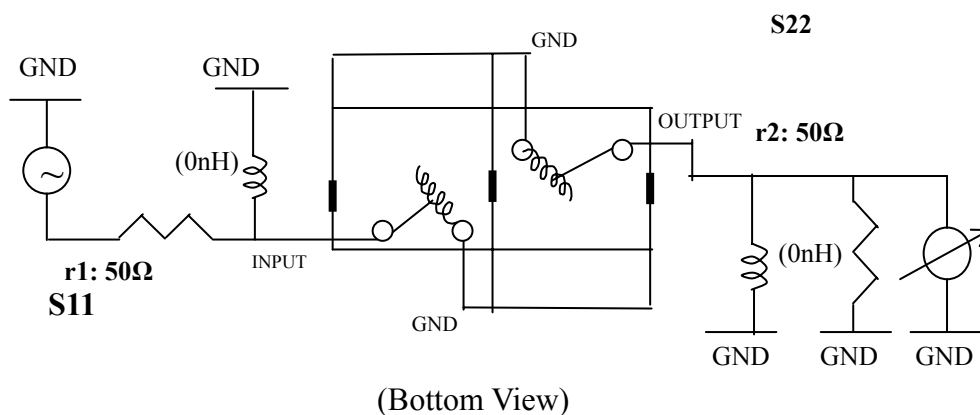 S22
GND
GND
GND
OUTPUT
r2: 50Ω
(0nH)
(0nH)
INPUT
r1: 50Ω
S11
GND
GND
GND
GND
(Bottom View)